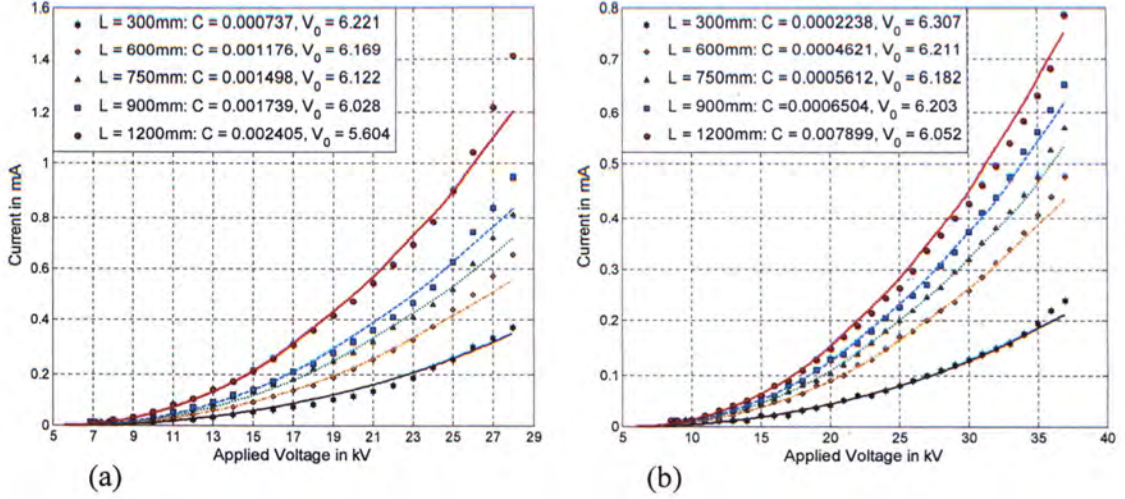 1.6
1.4
1.2
1
0.8
0.6
0.4
0.2
0
Current in mA
L = 300mm: C = 0.000737, V0 = 6.221
L = 600mm: C = 0.001176, V0 = 6.169
L = 750mm: C = 0.001498, V0 = 6.122
L = 900mm: C = 0.001739, V0 = 6.028
L = 1200mm: C = 0.002405, V0 = 5.604
5 7 9 11 13 15 17 19 21 23 25 27 29
Applied Voltage in kV
(a)
0.8
0.7
0.6
0.5
0.4
0.3
0.2
0.1
0
Current in mA
L = 300mm: C = 0.0002238, V0 = 6.307
L = 600mm: C = 0.0004621, V0 = 6.211
L = 750mm: C = 0.0005612, V0 = 6.182
L = 900mm: C =0.0006504, V0 = 6.203
L = 1200mm: C = 0.007899, V0 = 6.052
5 10 15 20 25 30 35 40
Applied Voltage in kV
(b)